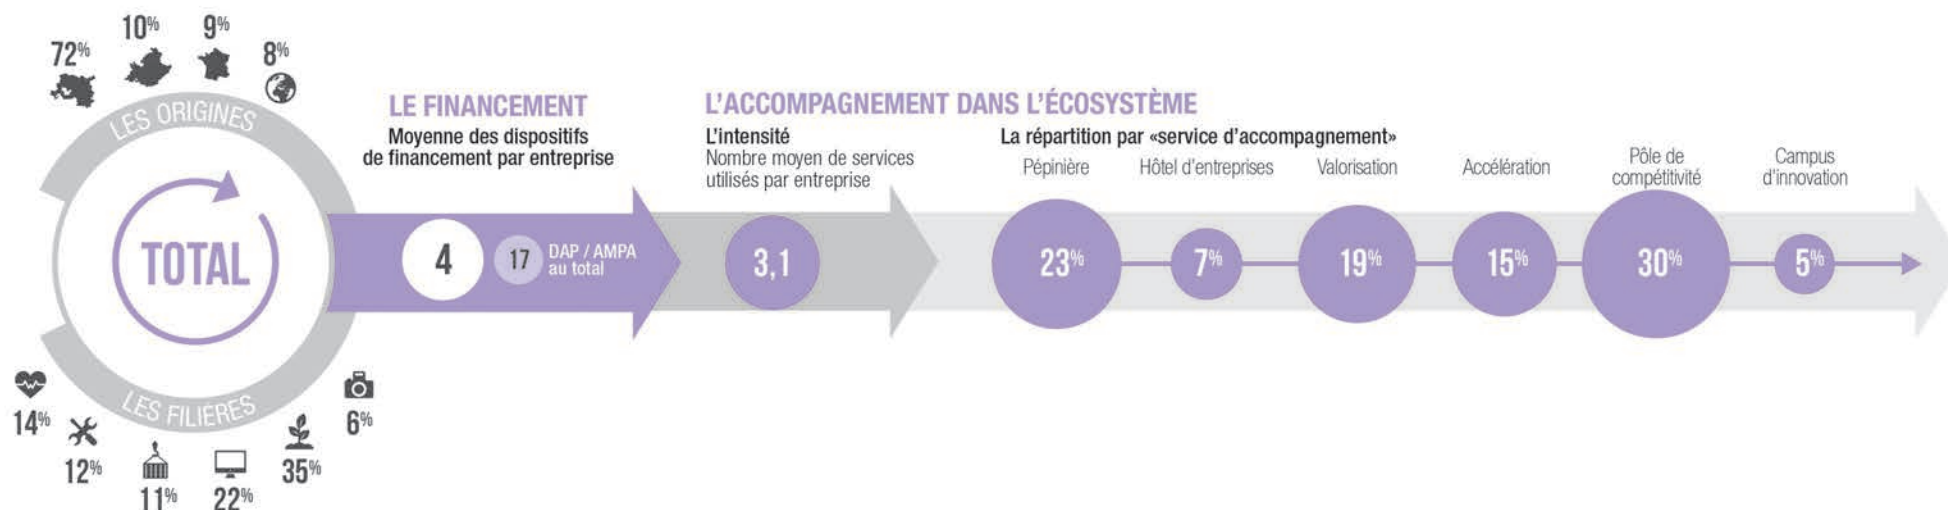 72%
10%
9%
8%
LES ORIGINES
TOTAL
LES FILIÈRES
14%
12%
11%
22%
35%
6%
LE FINANCEMENT
Moyenne des dispositifs
de financement par entreprise
4
17
DAP / AMPA
au total
L'ACCOMPAGNEMENT DANS L'ÉCOSYSTÈME
L'intensité
Nombre moyen de services
utilisés par entreprise
3,1
La répartition par «service d'accompagnement»
Pépinière
23%
Hôtel d'entreprises
7%
Valorisation
19%
Accélération
15%
Pôle de
compétitivité
30%
Campus
d'innovation
5%